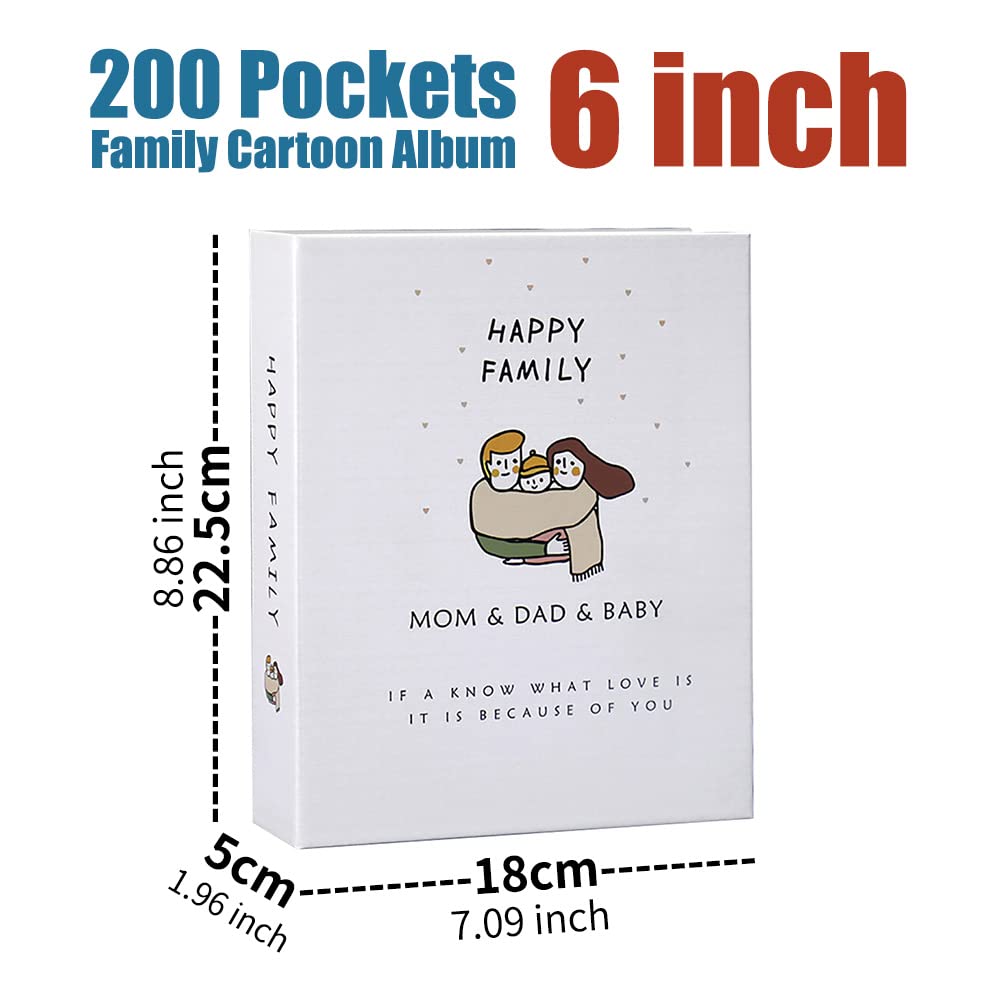 200 Pockets
Family Cartoon Album
6 inch
HAPPY
FAMILY
HAPPY FAMILY
MOM & DAD & BABY
IF A KNOW WHAT LOVE IS
IT IS BECAUSE OF YOU
8.86 inch
22.5cm
5cm
1.96 inch
18cm
7.09 inch